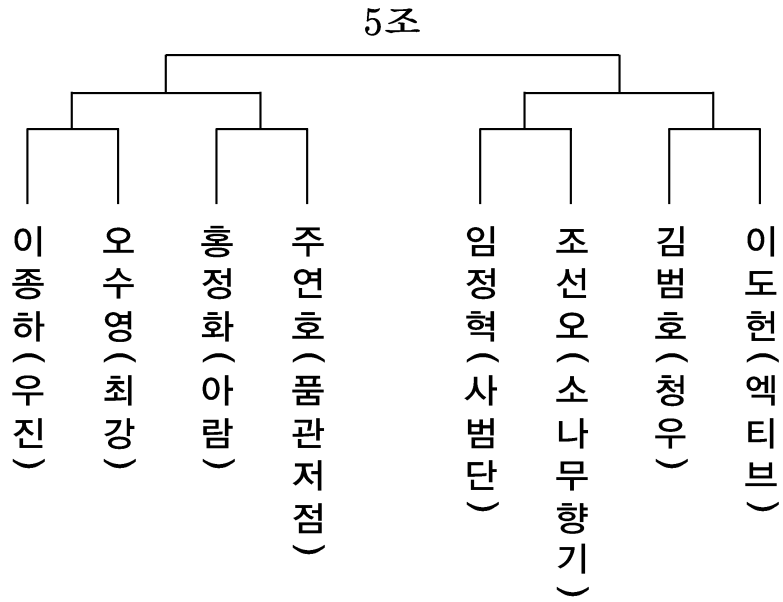 5조
이종하(우진)
오수영(최강)
홍정화(아람)
주연호(품관저점)
임정혁(사범단)
조선오(소나무향기)
김범호(청우)
이도헌(엑티브)